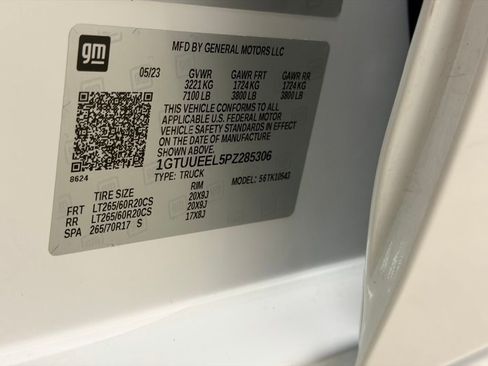 gm
MFD BY GENERAL MOTORS LLC
05/23 GVWR GAWR FRT GAWR RR
3221 KG 1724 KG 1724 KG
7100 LB 3800 LB 3800 LB
THIS VEHICLE CONFORMS TO ALL
APPLICABLE U.S. FEDERAL MOTOR
VEHICLE SAFETY STANDARDS IN EFFECT
ON THE DATE OF MANUFACTURE
1GTUUEEL5PZ285306
8624
TYPE: TRUCK MODEL: 56TK10543
TIRE SIZE RIM
FRT LT265/60R20CS 20X9J
RR LT265/60R20CS 20X9J
SPA 265/70R17 S 17X8J